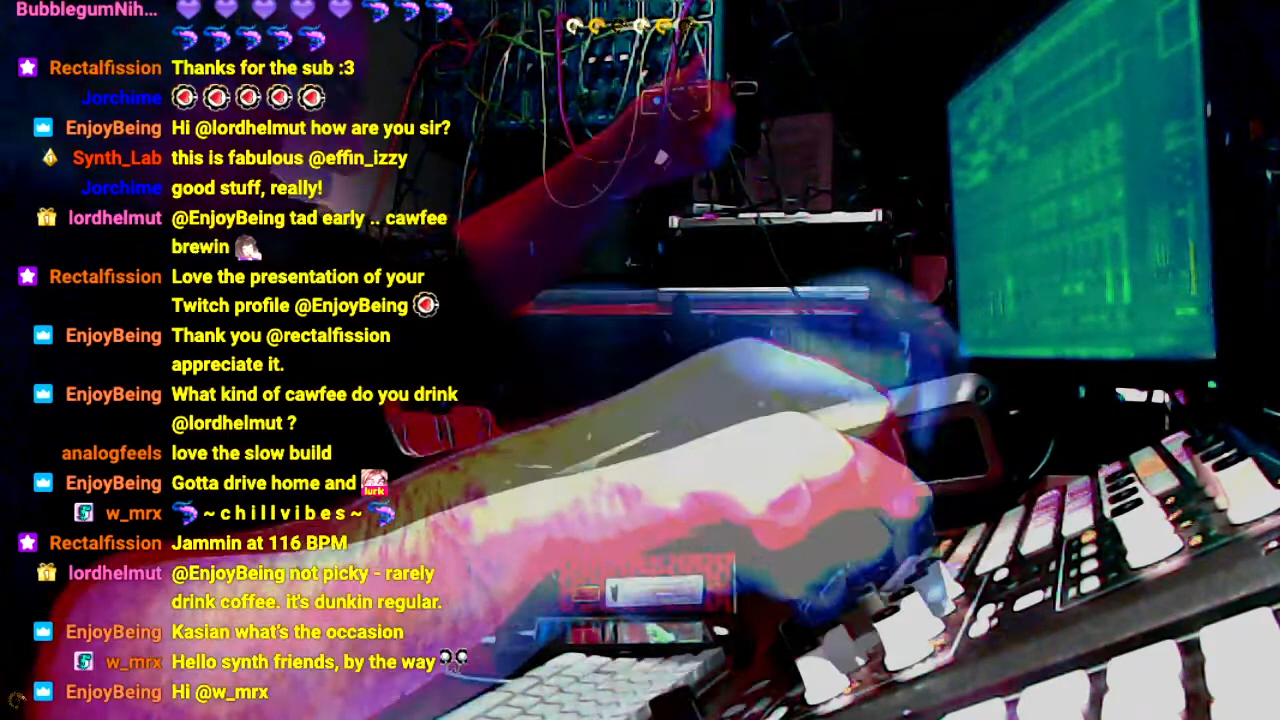 BubblegumNih...
Rectalfission Thanks for the sub :3
Jorchime
EnjoyBeing Hi @lordhelmut how are you sir?
Synth_Lab this is fabulous @effin_izzy
Jorchime good stuff, really!
lordhelmut @EnjoyBeing tad early .. cawfee
brewin
Rectalfission Love the presentation of your
Twitch profile @EnjoyBeing
EnjoyBeing Thank you @rectalfission
appreciate it.
EnjoyBeing What kind of cawfee do you drink
@lordhelmut ?
analogfeels love the slow build
EnjoyBeing Gotta drive home and lurk
w_mrx ~ c h i l l v i b e s ~
Rectalfission Jammin at 116 BPM
lordhelmut @EnjoyBeing not picky - rarely
drink coffee. it's dunkin regular.
EnjoyBeing Kasian what's the occasion
w_mrx Hello synth friends, by the way
EnjoyBeing Hi @w_mrx